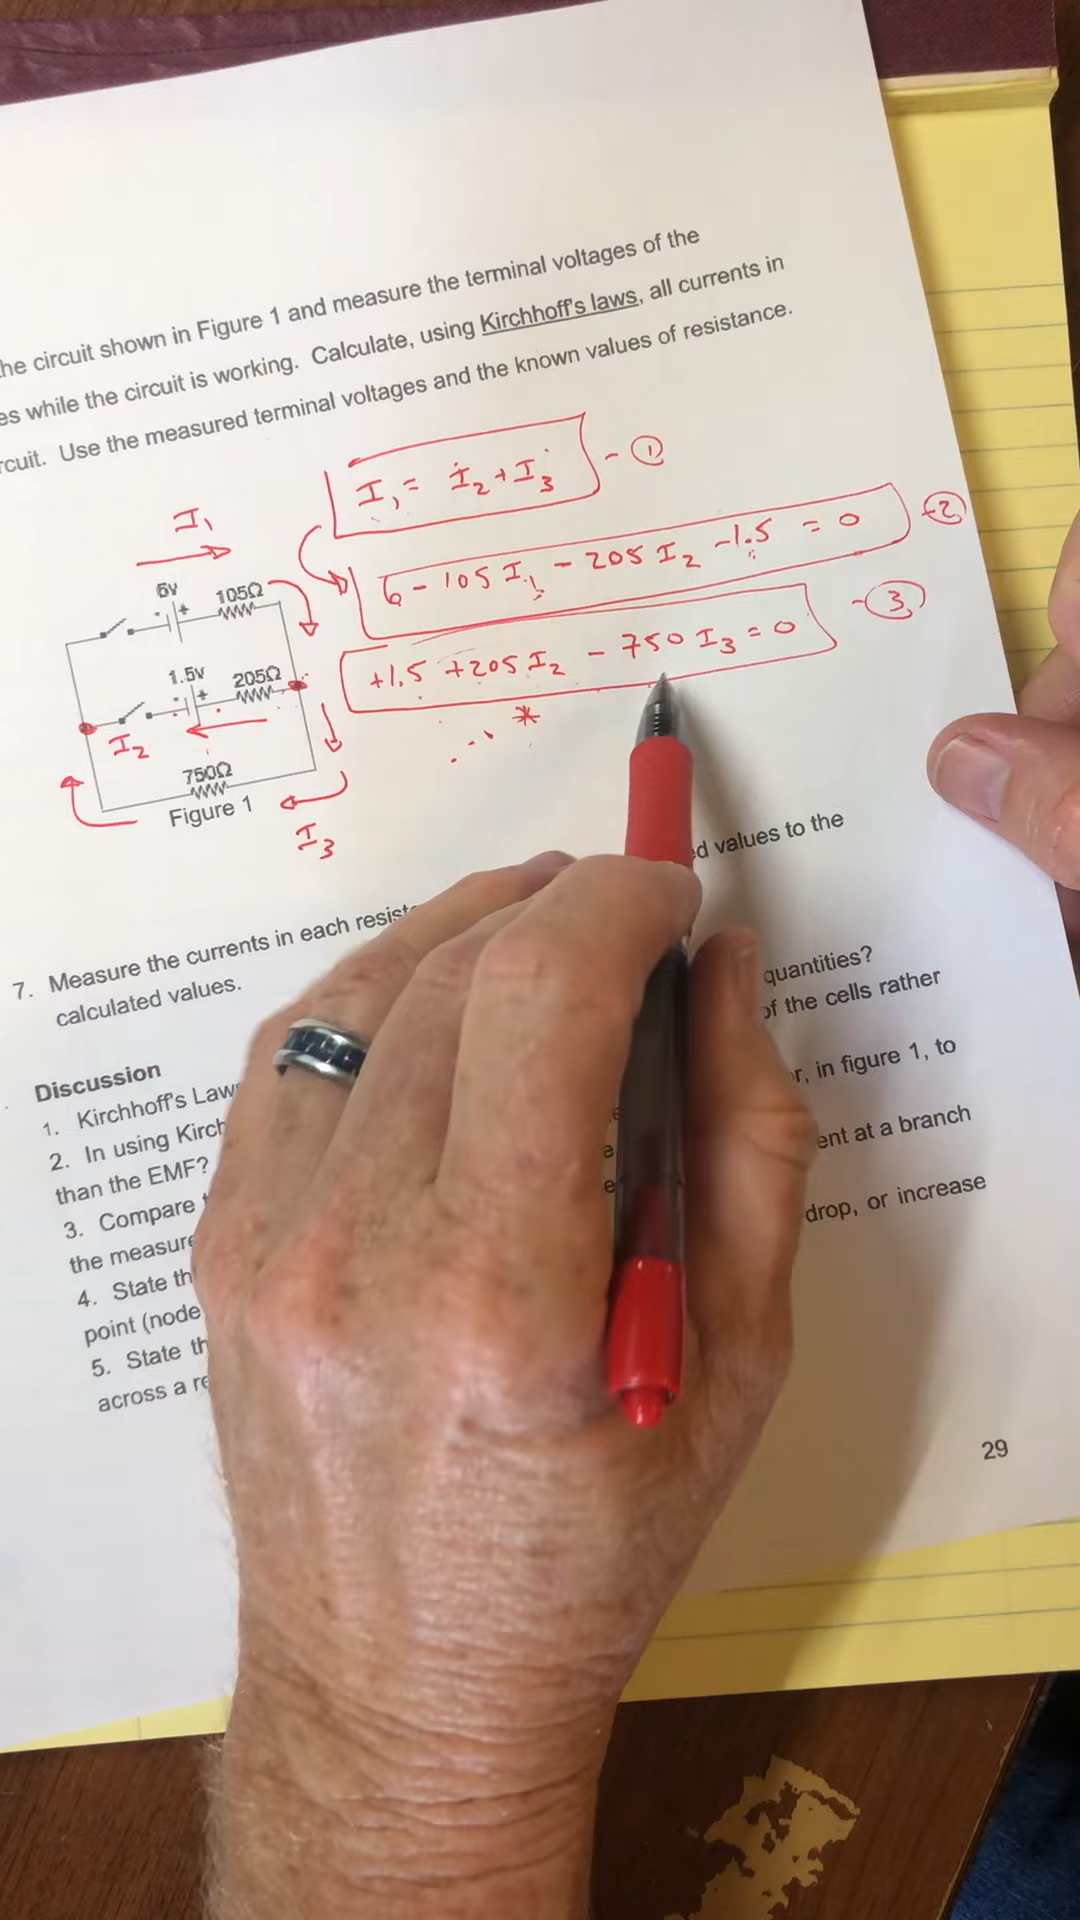 he circuit shown in Figure 1 and measure the terminal voltages of the
es while the circuit is working. Calculate, using Kirchhoff's laws, all currents in
rcuit. Use the measured terminal voltages and the known values of resistance.
I₁ = I₂ + I₃ - ①
6 - 105 I₁ - 205 I₂ - 1.5 = 0 - ②
+1.5 + 205 I₂ - 750 I₃ = 0 - ③
*
I₁
6v 105Ω
- +
1.5v 205Ω
- +
I₂
750Ω
Figure 1
I₃
ed values to the
7. Measure the currents in each resist
calculated values.
quantities?
Discussion
of the cells rather
1. Kirchhoff's Law
r, in figure 1, to
2. In using Kirch
than the EMF?
ent at a branch
3. Compare
the measure
drop, or increase
4. State th
point (node
5. State th
across a re
29